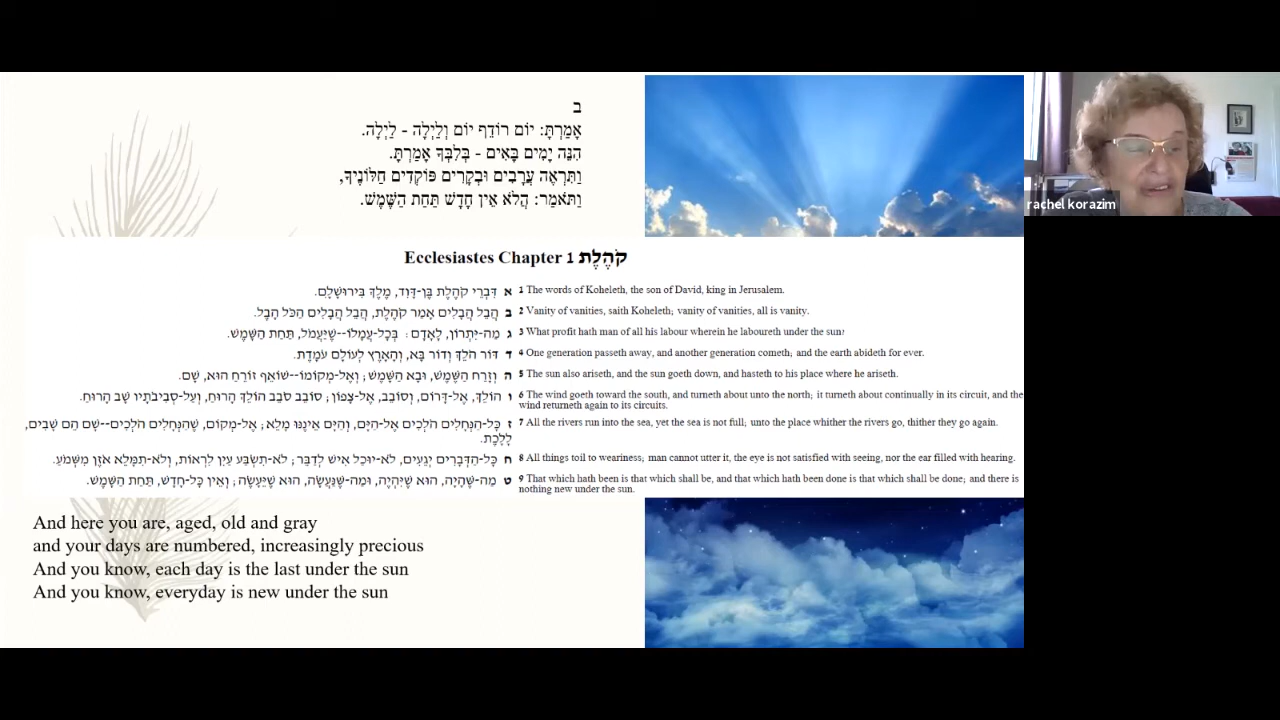 ב
אָמַרְתָּ: יוֹם רוֹדֵף יוֹם וְלַיְלָה - לַיְלָה.
הִנֵּה יָמִים בָּאִים - בְּלִבְּךָ אָמַרְתָּ.
וַתִּרְאֶה עֲרָבִים וּבְקָרִים פּוֹקְדִים חַלּוֹנֶיךָ,
וַתֹּאמַר: הֲלֹא אֵין חָדָשׁ תַּחַת הַשֶּׁמֶשׁ.
rachel korazim
Ecclesiastes Chapter 1 קֹהֶלֶת
א דִּבְרֵי קֹהֶלֶת בֶּן-דָּוִד, מֶלֶךְ בִּירוּשָׁלִָם.
1 The words of Koheleth, the son of David, king in Jerusalem.
ב הֲבֵל הֲבָלִים אָמַר קֹהֶלֶת, הֲבֵל הֲבָלִים הַכֹּל הָבֶל.
2 Vanity of vanities, saith Koheleth; vanity of vanities, all is vanity.
ג מַה-יִּתְרוֹן, לָאָדָם: בְּכָל-עֲמָלוֹ--שֶׁיַּעֲמֹל, תַּחַת הַשָּׁמֶשׁ.
3 What profit hath man of all his labour wherein he laboureth under the sun?
ד דּוֹר הֹלֵךְ וְדוֹר בָּא, וְהָאָרֶץ לְעוֹלָם עֹמָדֶת.
4 One generation passeth away, and another generation cometh; and the earth abideth for ever.
ה וְזָרַח הַשֶּׁמֶשׁ, וּבָא הַשָּׁמֶשׁ; וְאֶל-מְקוֹמוֹ--שׁוֹאֵף זוֹרֵחַ הוּא, שָׁם.
5 The sun also ariseth, and the sun goeth down, and hasteth to his place where he ariseth.
ו הוֹלֵךְ, אֶל-דָּרוֹם, וְסוֹבֵב, אֶל-צָפוֹן; סוֹבֵב סֹבֵב הוֹלֵךְ הָרוּחַ, וְעַל-סְבִיבֹתָיו שָׁב הָרוּחַ.
6 The wind goeth toward the south, and turneth about unto the north; it turneth about continually in its circuit, and the
wind returneth again to its circuits.
ז כָּל-הַנְּחָלִים הֹלְכִים אֶל-הַיָּם, וְהַיָּם אֵינֶנּוּ מָלֵא; אֶל-מְקוֹם, שֶׁהַנְּחָלִים הֹלְכִים--שָׁם הֵם שָׁבִים,
לָלָכֶת.
7 All the rivers run into the sea, yet the sea is not full; unto the place whither the rivers go, thither they go again.
ח כָּל-הַדְּבָרִים יְגֵעִים, לֹא-יוּכַל אִישׁ לְדַבֵּר; לֹא-תִשְׂבַּע עַיִן לִרְאוֹת, וְלֹא-תִמָּלֵא אֹזֶן מִשְּׁמֹעַ.
8 All things toil to weariness; man cannot utter it, the eye is not satisfied with seeing, nor the ear filled with hearing.
ט מַה-שֶּׁהָיָה, הוּא שֶׁיִּהְיֶה, וּמַה-שֶּׁנַּעֲשָׂה, הוּא שֶׁיֵּעָשֶׂה; וְאֵין כָּל-חָדָשׁ, תַּחַת הַשָּׁמֶשׁ.
9 That which hath been is that which shall be, and that which hath been done is that which shall be done; and there is
nothing new under the sun.
And here you are, aged, old and gray
and your days are numbered, increasingly precious
And you know, each day is the last under the sun
And you know, everyday is new under the sun